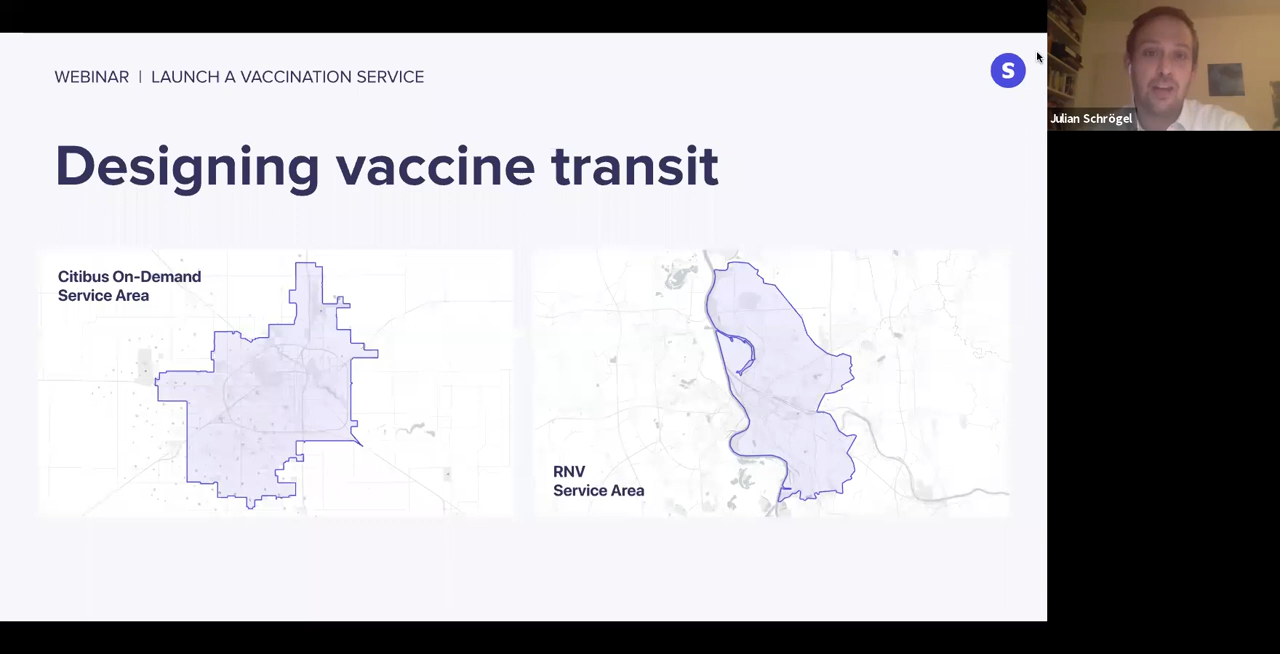 WEBINAR | LAUNCH A VACCINATION SERVICE
S
Julian Schrögel
Designing vaccine transit
Citibus On-Demand
Service Area
RNV
Service Area